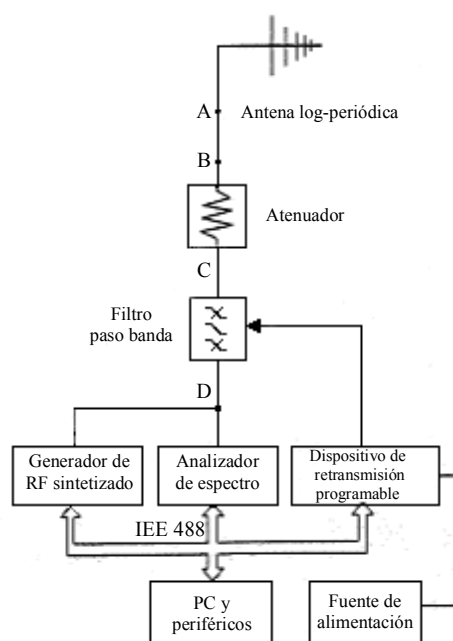 A
Antena log-periódica
B
Atenuador
C
Filtro
paso banda
D
Generador de
RF sintetizado
Analizador
de espectro
Dispositivo de
retransmisión
programable
IEE 488
PC y
periféricos
Fuente de
alimentación